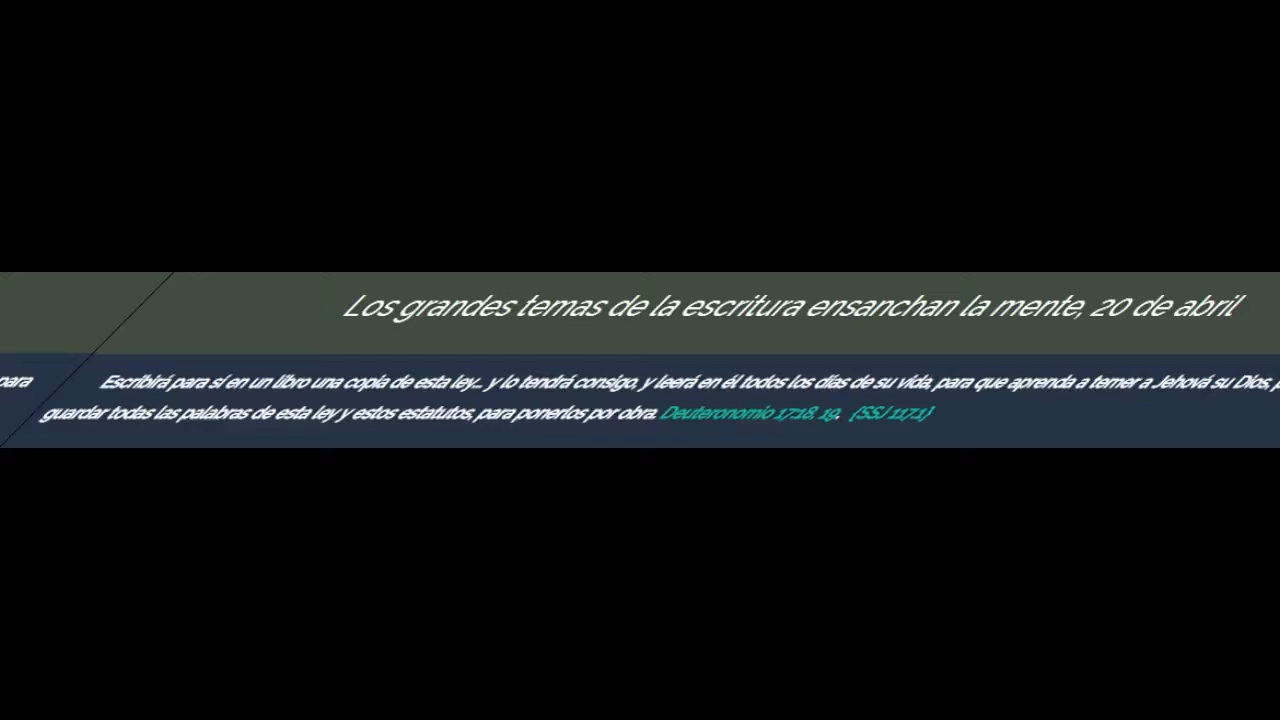 Los grandes temas de la escritura ensanchan la mente, 20 de abril
para Escribirá para sí en un libro una copia de esta ley... y lo tendrá consigo, y leerá en él todos los días de su vida, para que aprenda a temer a Jehová su Dios,
guardar todas las palabras de esta ley y estos estatutos, para ponerlos por obra. Deuteronomio 17:18, 19. {SSJ 117.1}